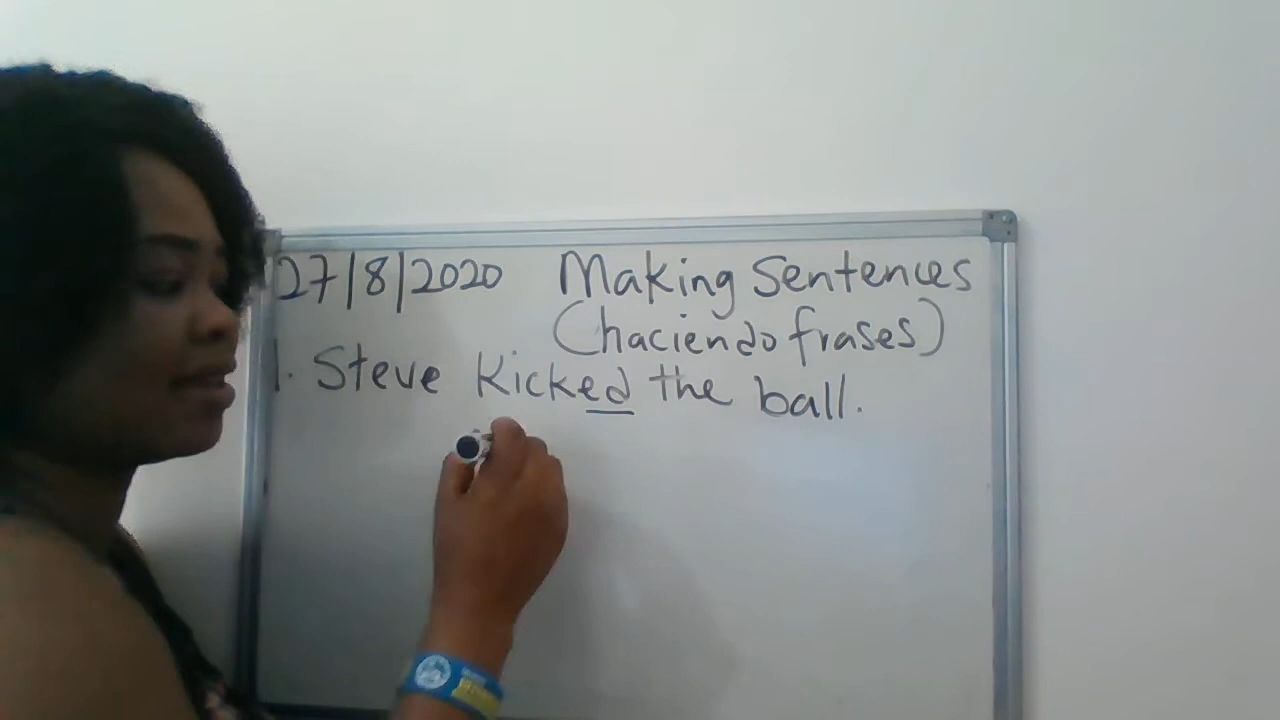 27/8/2020 Making Sentences
(haciendo frases)
1. Steve Kicked the ball.